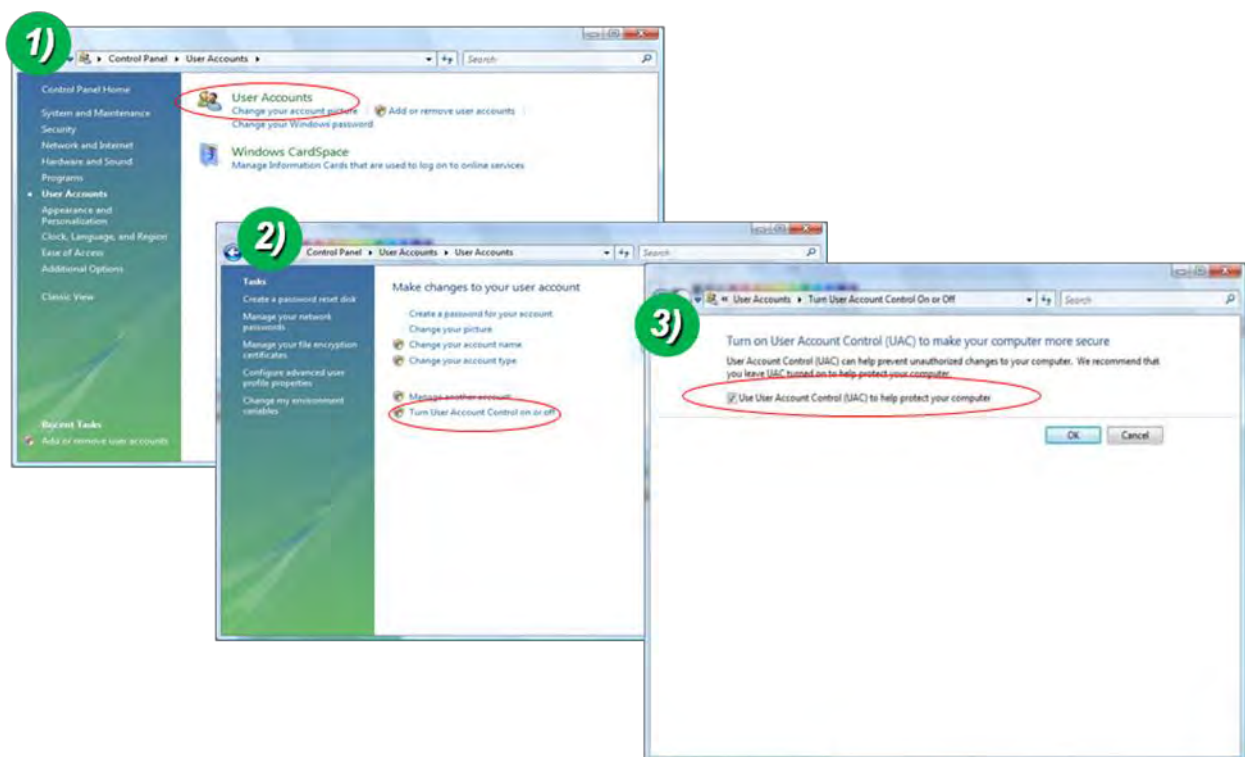 1)
Control Panel ▸ User Accounts ▸
Search
Control Panel Home
System and Maintenance
Security
Network and Internet
Hardware and Sound
Programs
User Accounts
Appearance and
Personalization
Clock, Language, and Region
Ease of Access
Additional Options
Classic View
Recent Tasks
Add or remove user accounts
User Accounts
Change your account picture
Add or remove user accounts
Change your Windows password
Windows CardSpace
Manage Information Cards that are used to log on to online services
2)
Control Panel ▸ User Accounts ▸ User Accounts
Search
Tasks
Create a password reset disk
Manage your network
passwords
Manage your file encryption
certificates
Configure advanced user
profile properties
Change my environment
variables
Make changes to your user account
Create a password for your account
Change your picture
Change your account name
Change your account type
Manage another account
Turn User Account Control on or off
3)
« User Accounts ▸ Turn User Account Control On or Off
Search
Turn on User Account Control (UAC) to make your computer more secure
User Account Control (UAC) can help prevent unauthorized changes to your computer. We recommend that
you leave UAC turned on to help protect your computer.
Use User Account Control (UAC) to help protect your computer
OK
Cancel